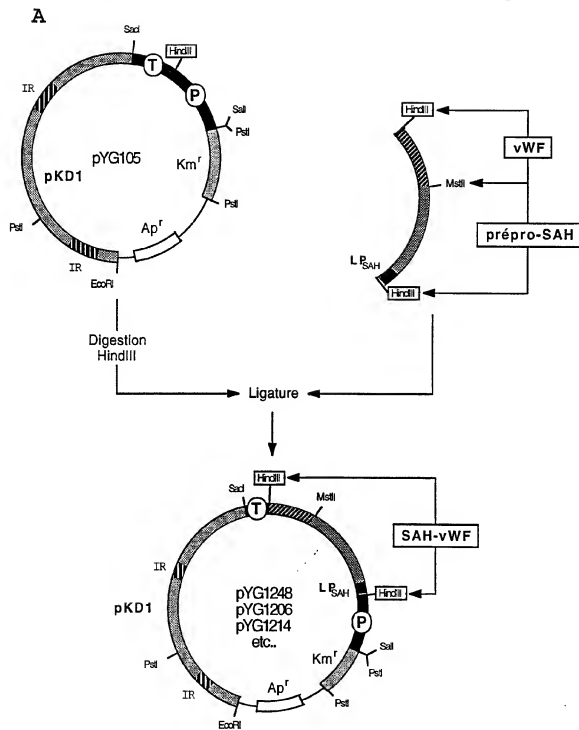 A
SacI
HindIII
T
IR
P
SalI
PstI
pYG105
pKD1
Km^r
PstI
PstI
Ap^r
IR
EcoRI
HindIII
vWF
MstII
prépro-SAH
LP_SAH
HindIII
Digestion
HindIII
Ligature
HindIII
SacI
T
MstII
SAH-vWF
IR
LP_SAH
HindIII
pKD1
pYG1248
pYG1206
pYG1214
etc..
P
SalI
Km^r
PstI
PstI
IR
Ap^r
PstI
EcoRI